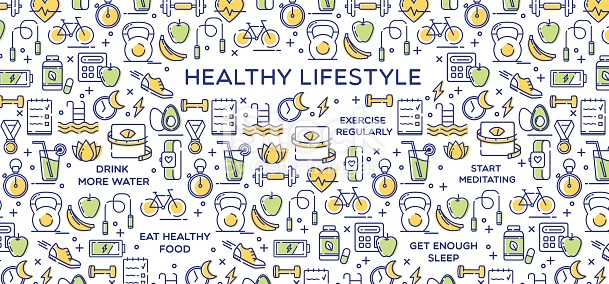 HEALTHY LIFESTYLE
EXERCISE
REGULARLY
DRINK
MORE WATER
START
MEDITATING
EAT HEALTHY
FOOD
GET ENOUGH
SLEEP